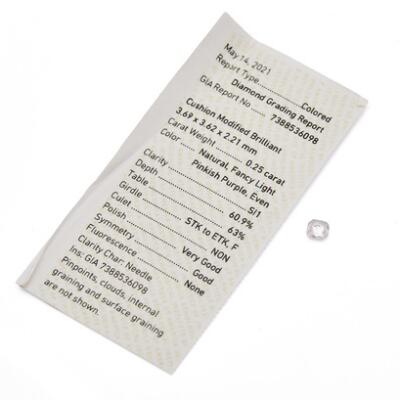 May 14, 2021
Report Type............Colored
Diamond Grading Report
GIA Report No ..... 7388536098
Cushion Modified Brilliant
3.69 x 3.62 x 2.21 mm
Carat Weight ............ 0.25 carat
Color ..... Natural, Fancy Light
Pinkish Purple, Even
Clarity ............ SI1
Depth ............ 60.9%
Table ............ 63%
Girdle ............ STK to ETK, F
Culet ............ NON
Polish ............ Very Good
Symmetry ............ Good
Fluorescence ............ None
Clarity Char: Needle
Ins: GIA 7388536098
Pinpoints, clouds, internal
graining and surface graining
are not shown.